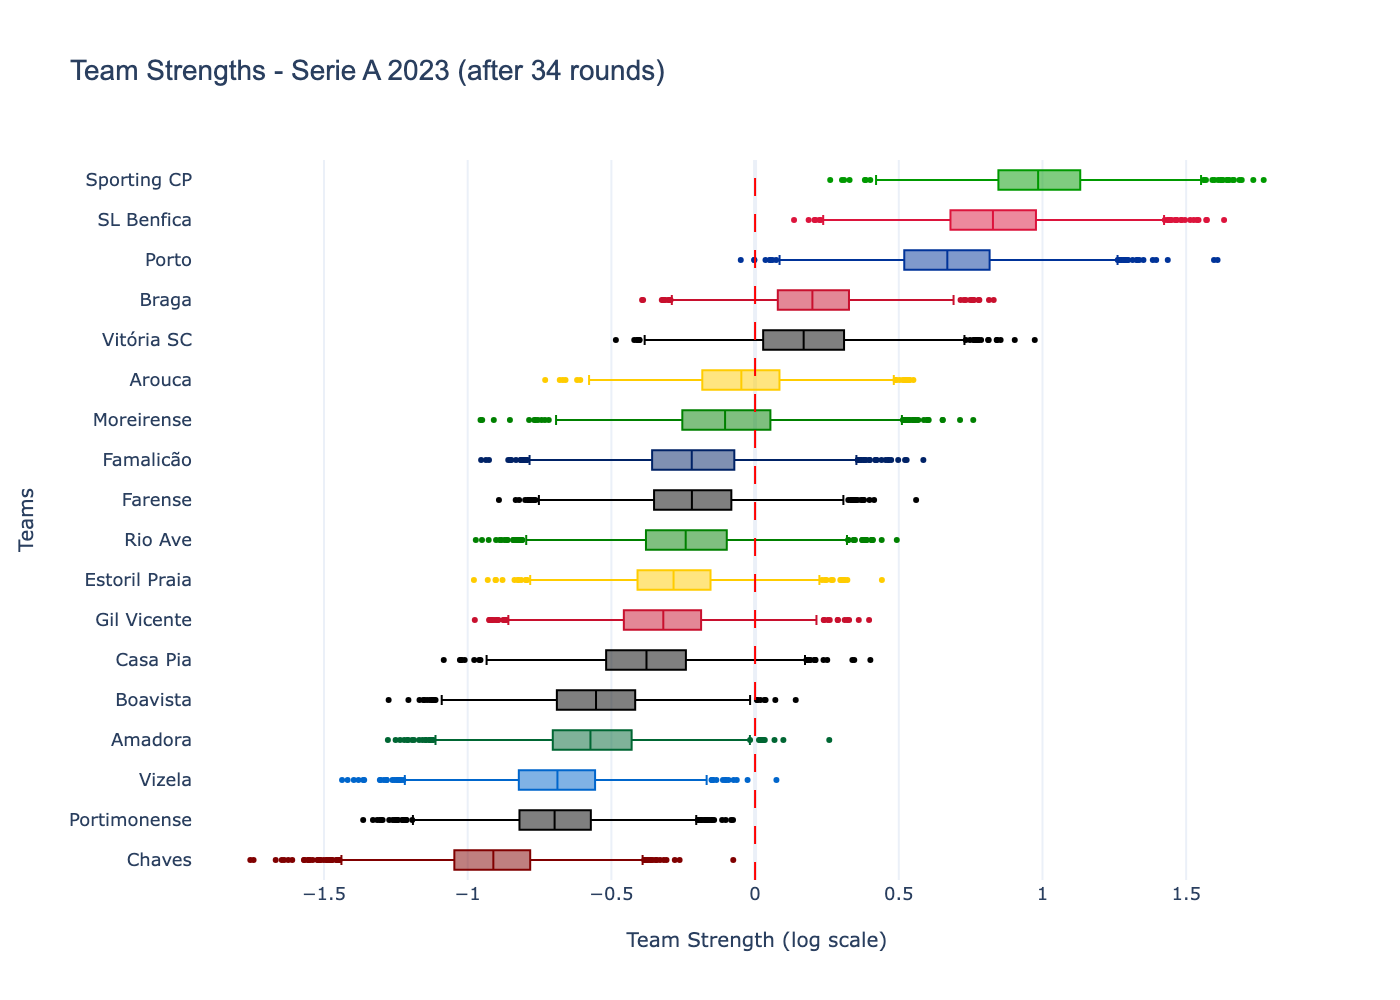 Team Strengths - Serie A 2023 (after 34 rounds)
Teams
Sporting CP
SL Benfica
Porto
Braga
Vitória SC
Arouca
Moreirense
Famalicão
Farense
Rio Ave
Estoril Praia
Gil Vicente
Casa Pia
Boavista
Amadora
Vizela
Portimonense
Chaves
−1.5 −1 −0.5 0 0.5 1 1.5
Team Strength (log scale)